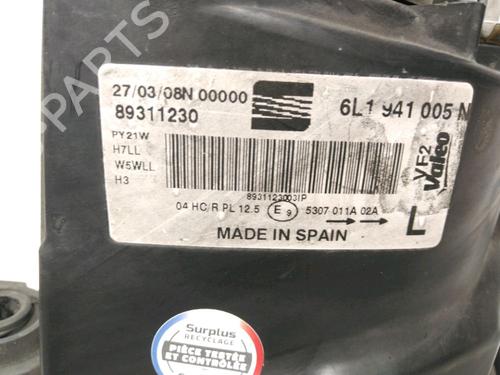 PARTS
27/03/08N 00000
89311230
6L1 941 005 N
PY21W
H7LL
W5WLL
H3
VF2
Valeo
8931123003IP
04 HC/R PL 12.5 E9 5307 011A 02A
MADE IN SPAIN
L
Surplus
RECYCLAGE
PIÈCE TESTÉE
ET CONTRÔLÉE